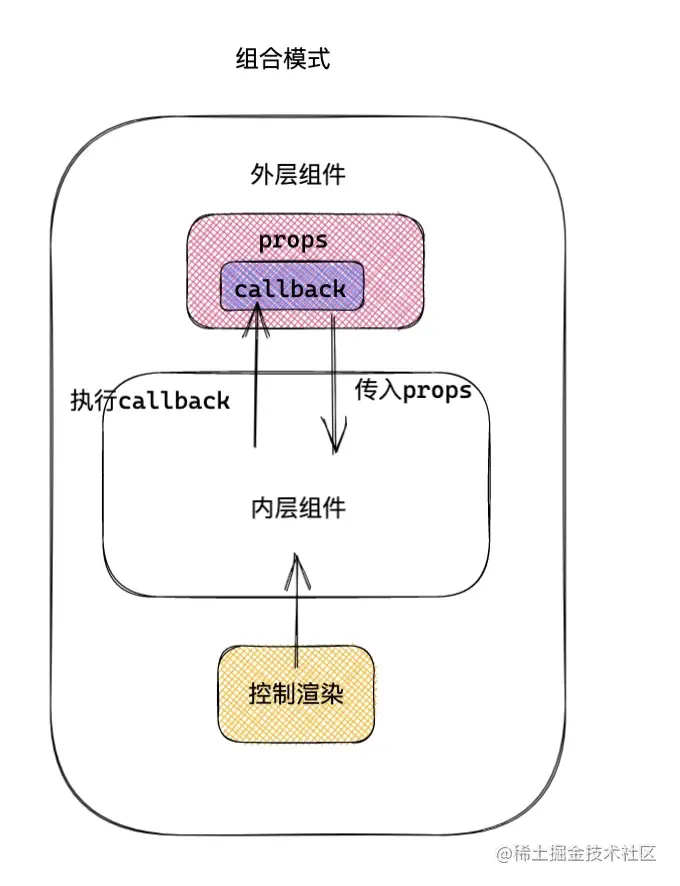 组合模式
外层组件
props
callback
执行callback
传入props
内层组件
控制渲染
@稀土掘金技术社区